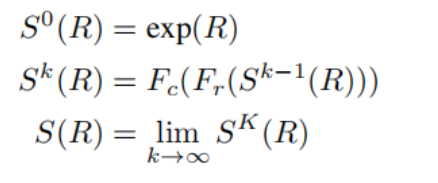 S⁰(R) = exp(R)
Sᵏ(R) = F_c(F_r(Sᵏ⁻¹(R)))
S(R) = lim_{k→∞} Sᴷ(R)